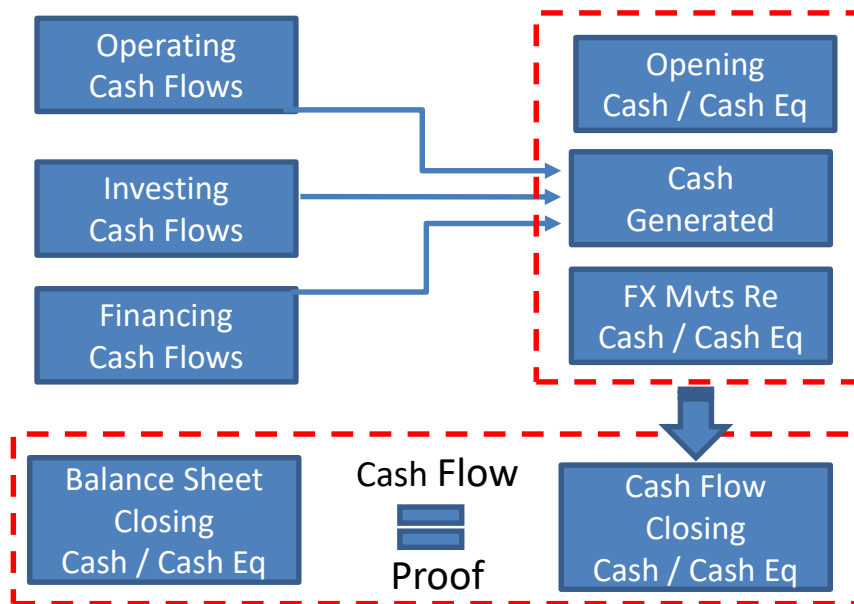 Operating
Cash Flows
Opening
Cash / Cash Eq
Investing
Cash Flows
Cash
Generated
Financing
Cash Flows
FX Mvts Re
Cash / Cash Eq
Balance Sheet
Closing
Cash / Cash Eq
Cash Flow
Proof
Cash Flow
Closing
Cash / Cash Eq